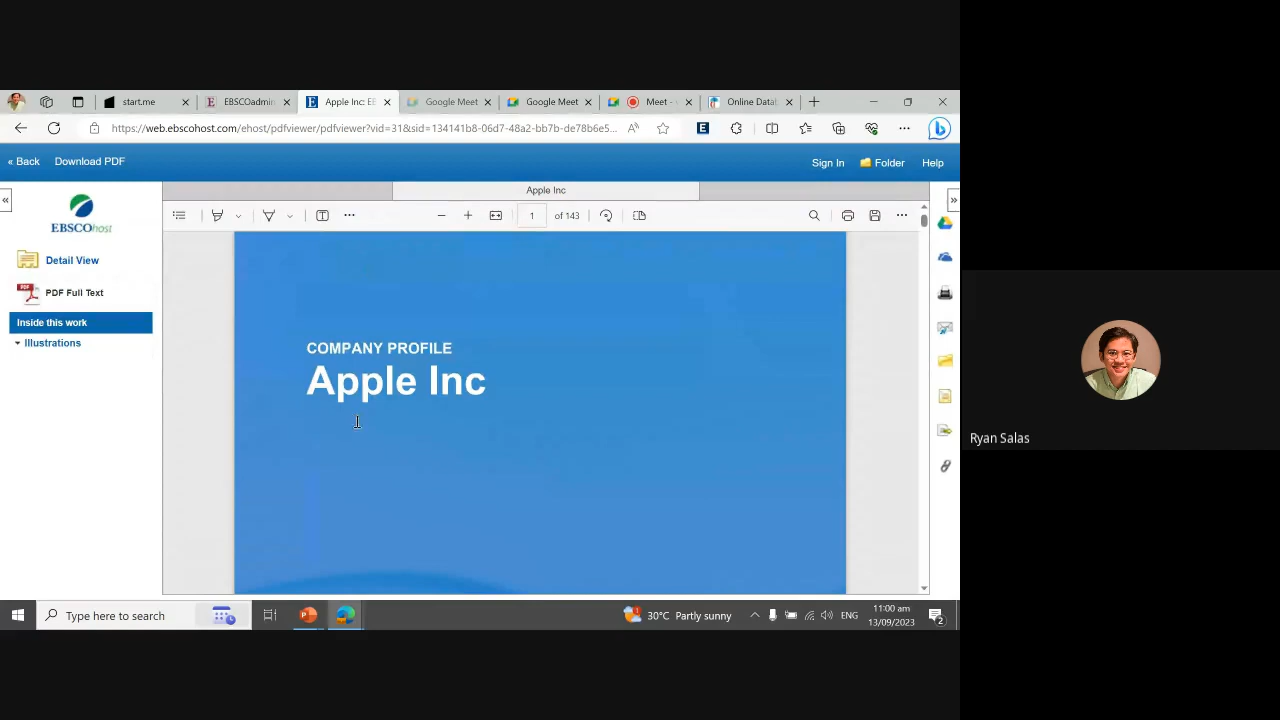 start.me
EBSCOadmin
Apple Inc: EB
Google Meet
Google Meet
Meet -
Online Datab
https://web.ebscohost.com/ehost/pdfviewer/pdfviewer?vid=31&sid=134141b8-06d7-48a2-bb7b-de78b6e5...
« Back
Download PDF
Sign In
Folder
Help
Apple Inc
1 of 143
EBSCOhost
Detail View
PDF Full Text
Inside this work
Illustrations
COMPANY PROFILE
Apple Inc
Ryan Salas
Type here to search
30°C Partly sunny
ENG
11:00 am
13/09/2023